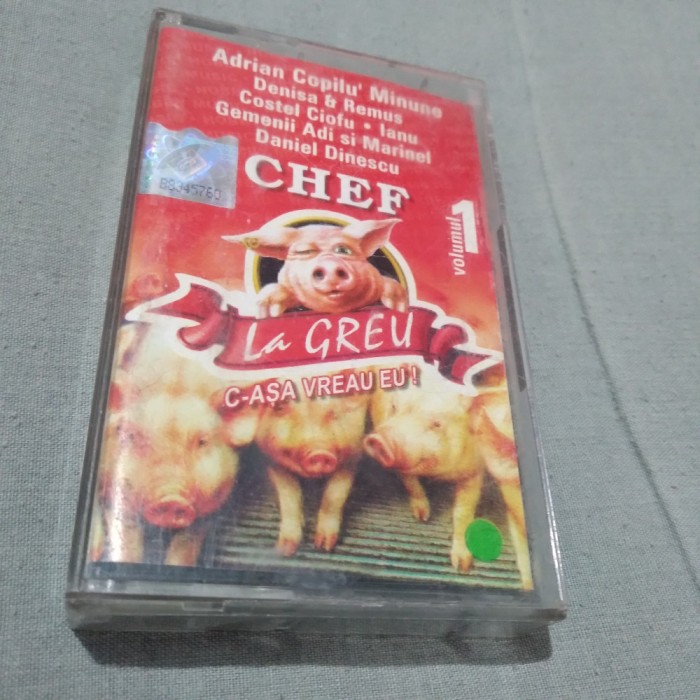 Adrian Copilu' Minune
Denisa & Remus
Costel Ciofu • Ianu
Gemenii Adi si Marinel
Daniel Dinescu
CHEF
volumul 1
La GREU
C-AȘA VREAU EU !